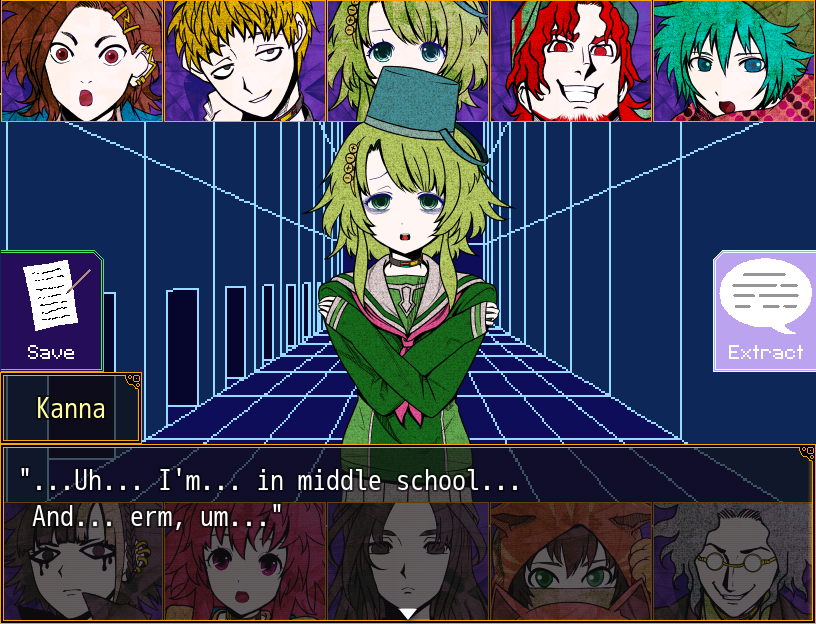 Save
Extract
Kanna
"...Uh... I'm... in middle school...
And... erm, um..."